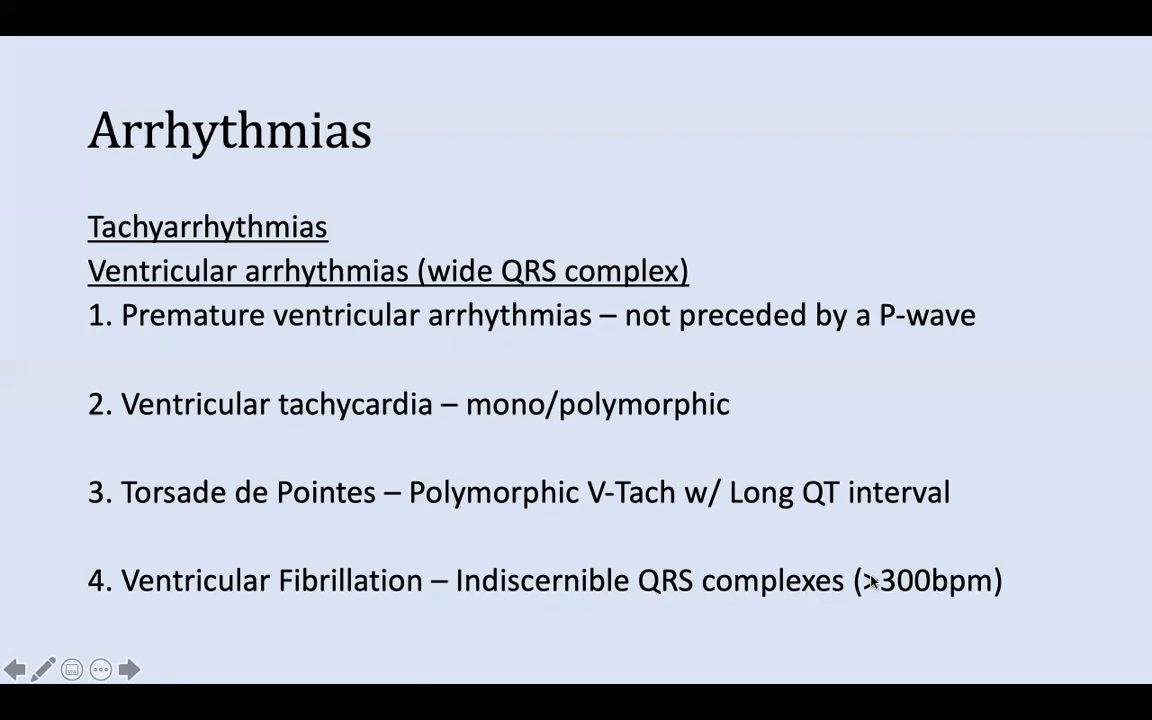 Arrhythmias
Tachyarrhythmias
Ventricular arrhythmias (wide QRS complex)
1. Premature ventricular arrhythmias – not preceded by a P-wave
2. Ventricular tachycardia – mono/polymorphic
3. Torsade de Pointes – Polymorphic V-Tach w/ Long QT interval
4. Ventricular Fibrillation – Indiscernible QRS complexes (>300bpm)